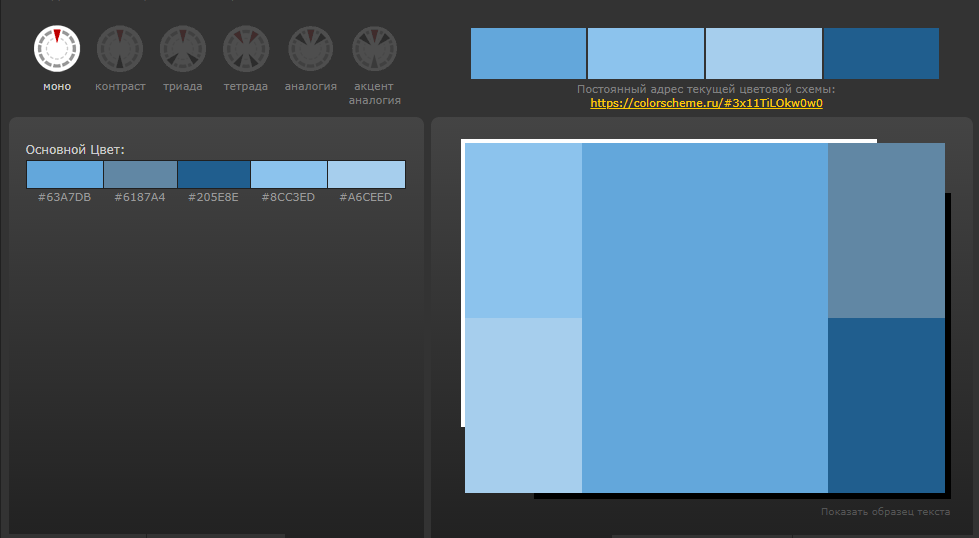 моно
контраст
триада
тетрада
аналогия
акцент
аналогия
Постоянный адрес текущей цветовой схемы:
https://colorscheme.ru/#3x11TiLOkw0w0
Основной Цвет:
#63A7DB
#6187A4
#205E8E
#8CC3ED
#A6CEED
Показать образец текста